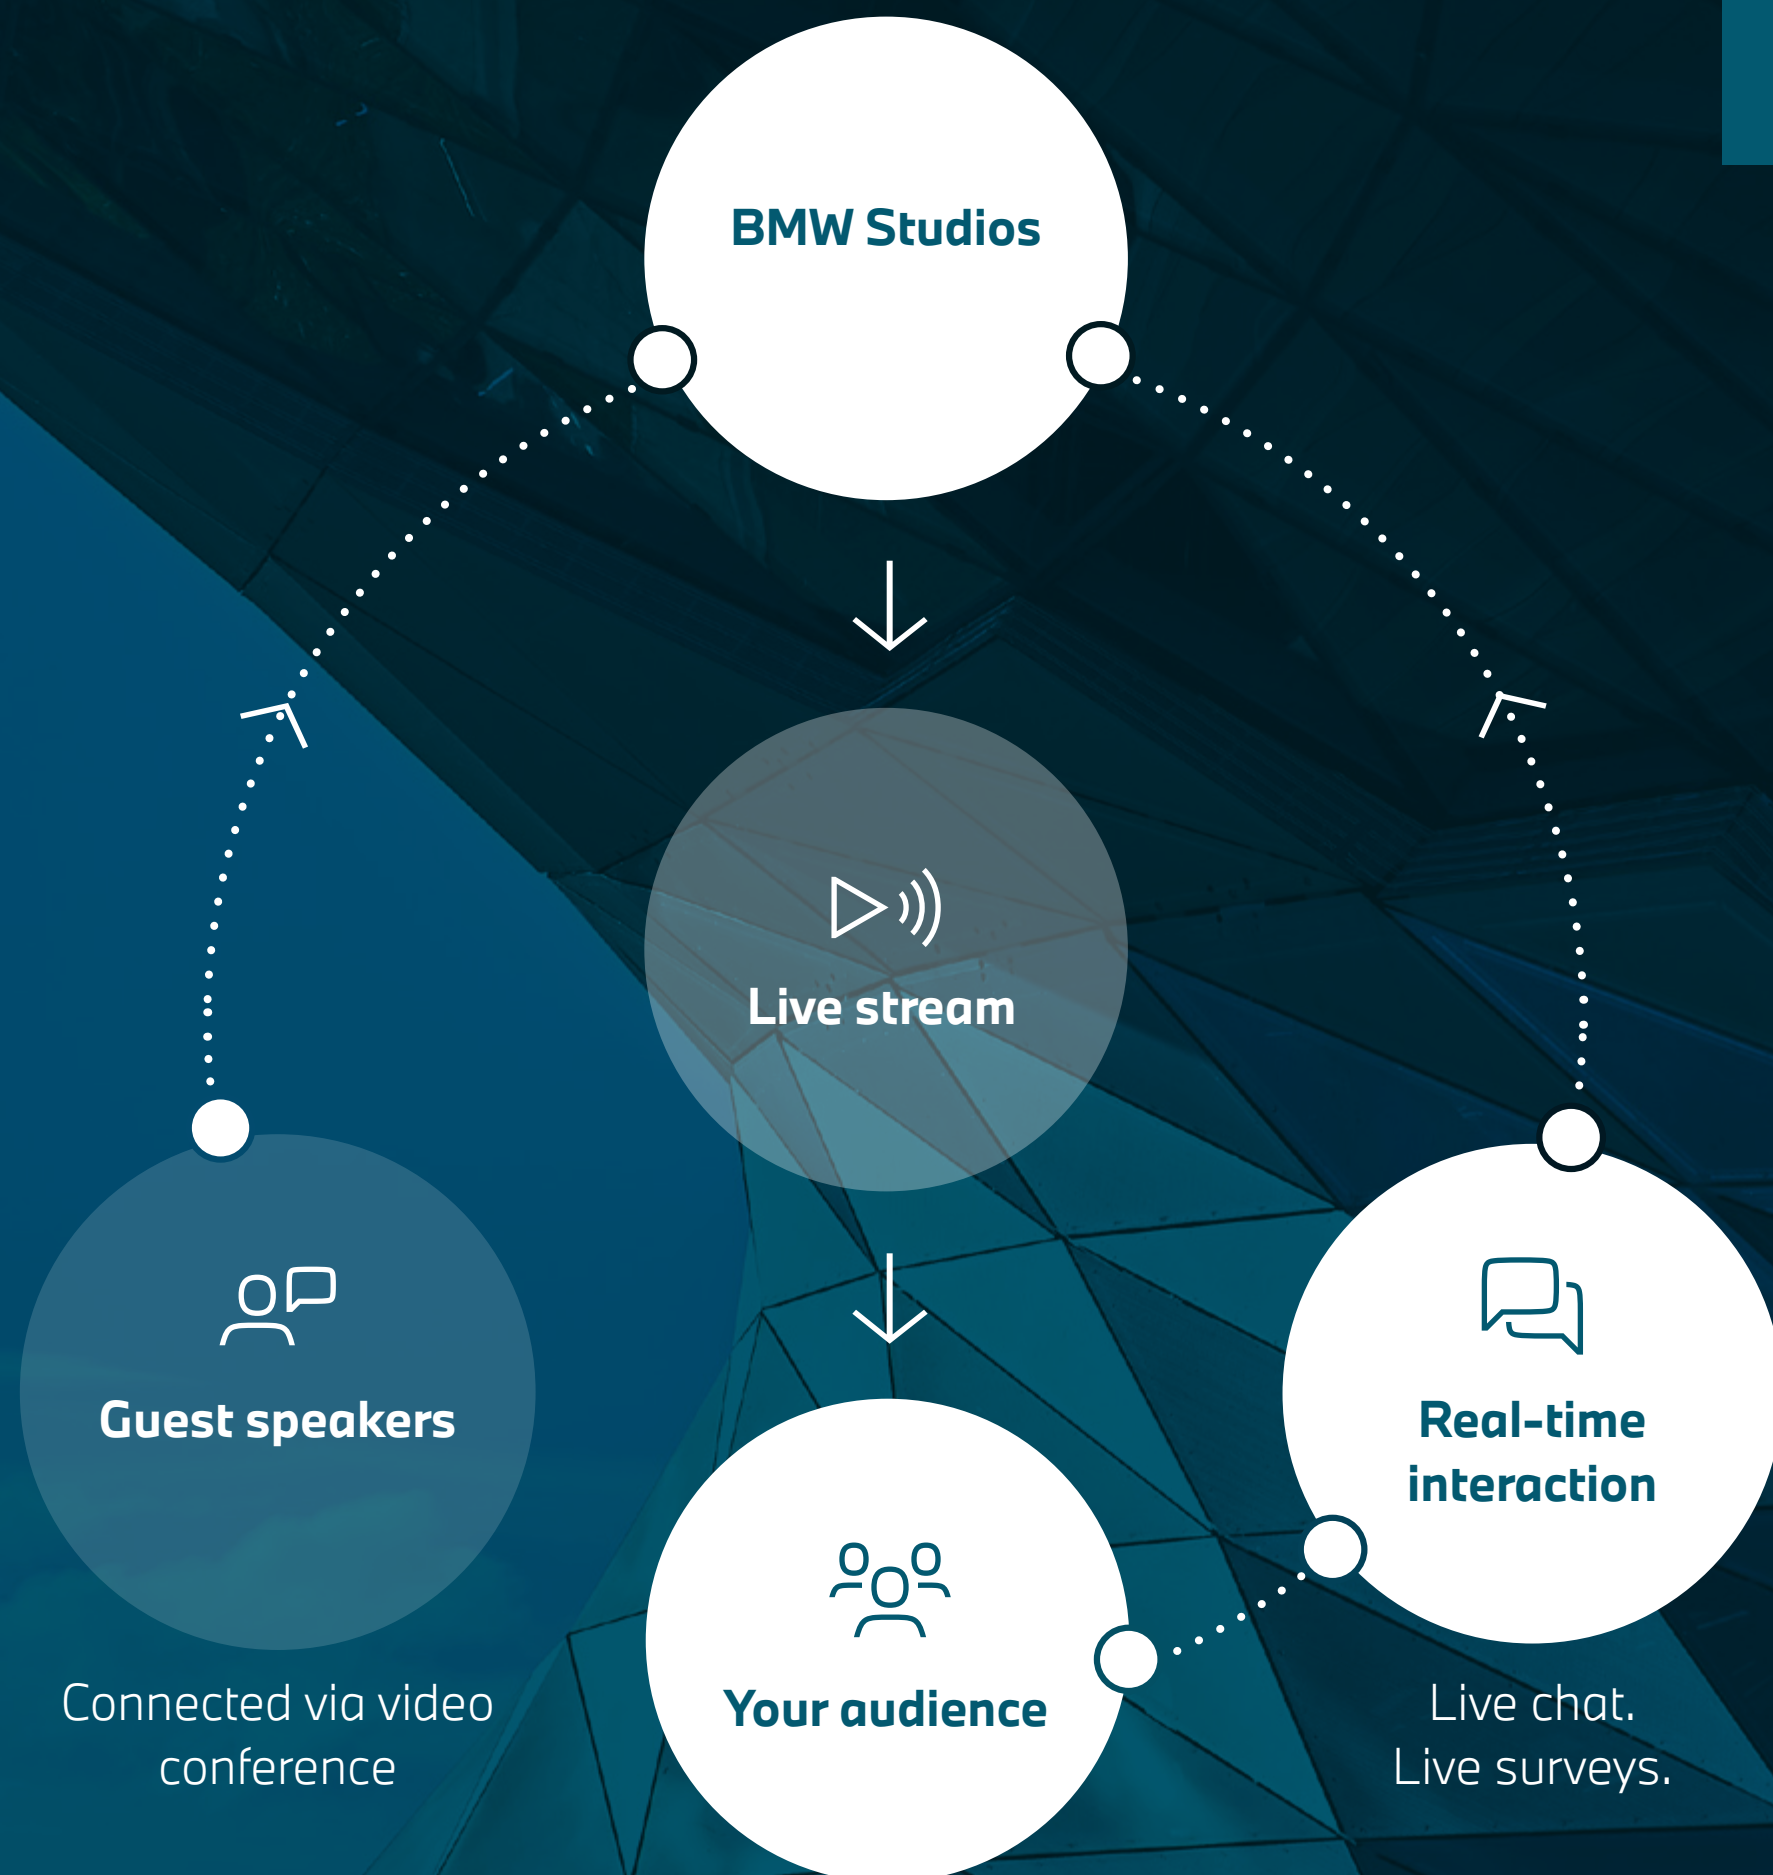 BMW Studios
Live stream
Guest speakers
Connected via video
conference
Your audience
Real-time
interaction
Live chat.
Live surveys.